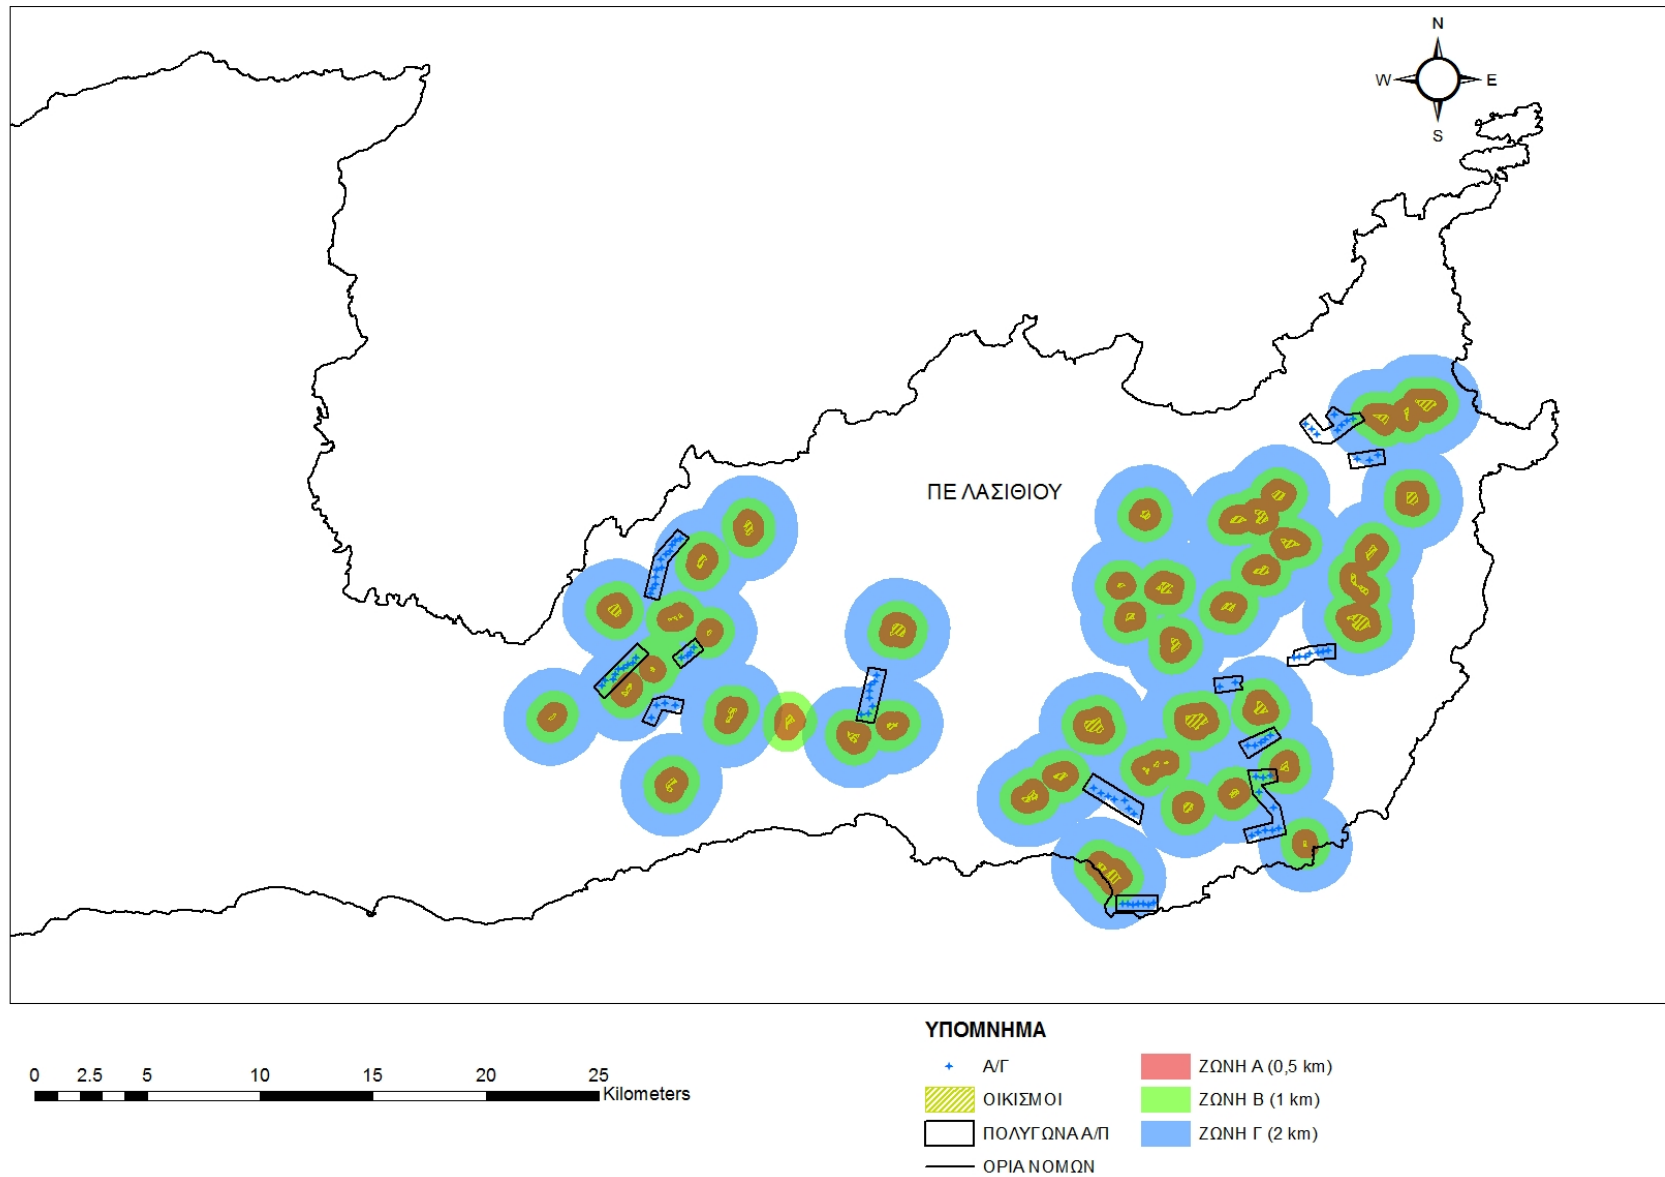 N
W E
S
ΠΕ ΛΑΣΙΘΙΟΥ
ΥΠΟΜΝΗΜΑ
Α/Γ
ΟΙΚΙΣΜΟΙ
ΠΟΛΥΓΩΝΑ Α/Π
ΟΡΙΑ ΝΟΜΩΝ
ΖΩΝΗ Α (0,5 km)
ΖΩΝΗ Β (1 km)
ΖΩΝΗ Γ (2 km)
0 2.5 5 10 15 20 25
Kilometers